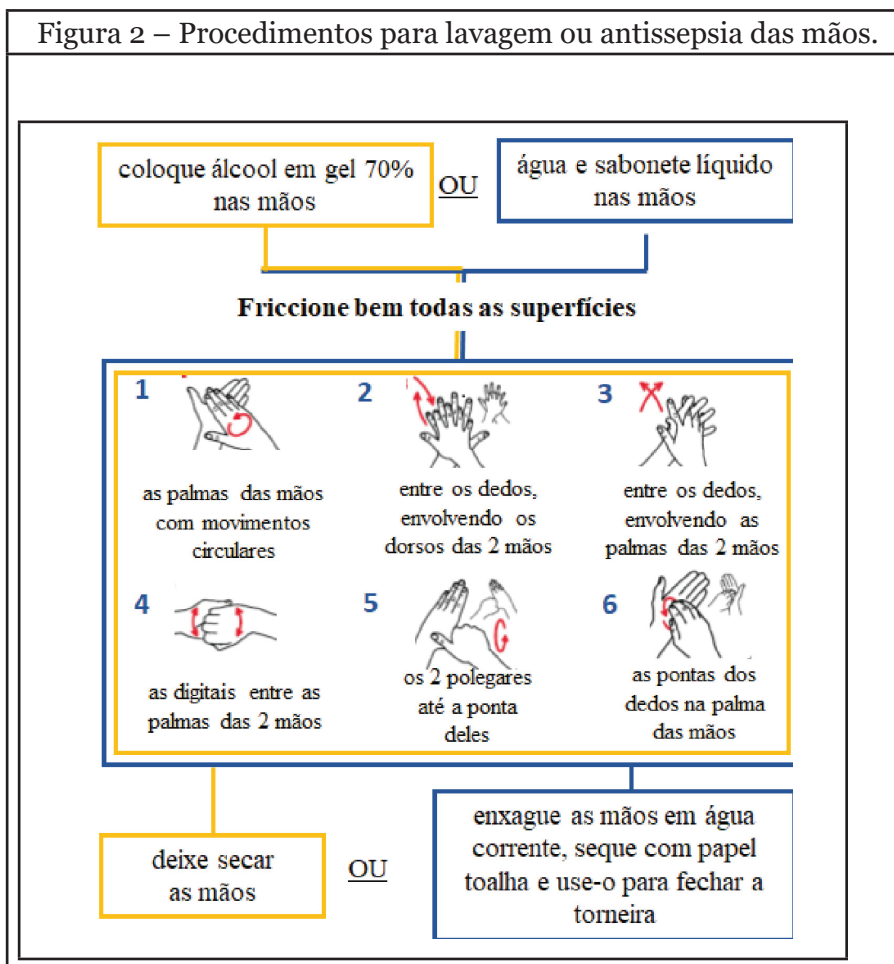 Figura 2 – Procedimentos para lavagem ou antissepsia das mãos.
coloque álcool em gel 70%
nas mãos
OU
água e sabonete líquido
nas mãos
Friccione bem todas as superfícies
1
as palmas das mãos
com movimentos
circulares
2
entre os dedos,
envolvendo os
dorsos das 2 mãos
3
entre os dedos,
envolvendo as
palmas das 2 mãos
4
as digitais entre as
palmas das 2 mãos
5
os 2 polegares
até a ponta
deles
6
as pontas dos
dedos na palma
das mãos
deixe secar
as mãos
OU
enxague as mãos em água
corrente, seque com papel
toalha e use-o para fechar a
torneira